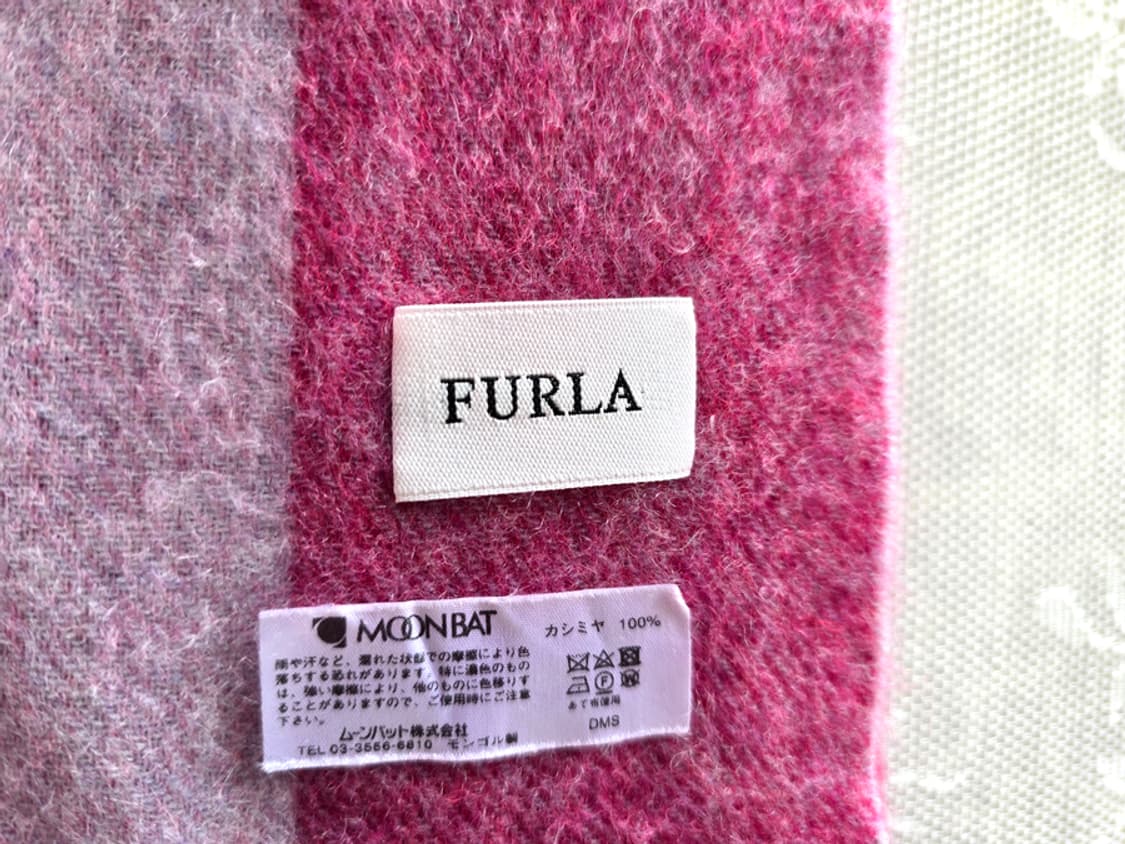 FURLA
MOONBAT
カシミヤ 100%
雨や汗など、濡れた状態での摩擦により色
落ちする恐れがあります。特に濃色のもの
は、強い摩擦により、他のものに色移りす
ることがありますので、ご使用時にご注意
下さい。
あて布使用
DMS
ムーンバット株式会社
TEL 03-3556-6810 モンゴル製